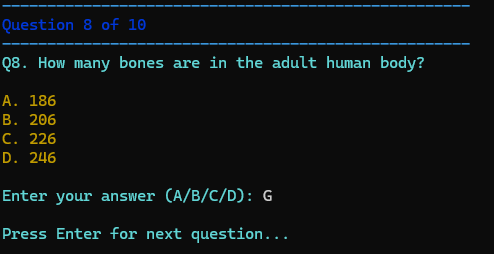 Question 8 of 10
Q8. How many bones are in the adult human body?
A. 186
B. 206
C. 226
D. 246
Enter your answer (A/B/C/D): G
Press Enter for next question...